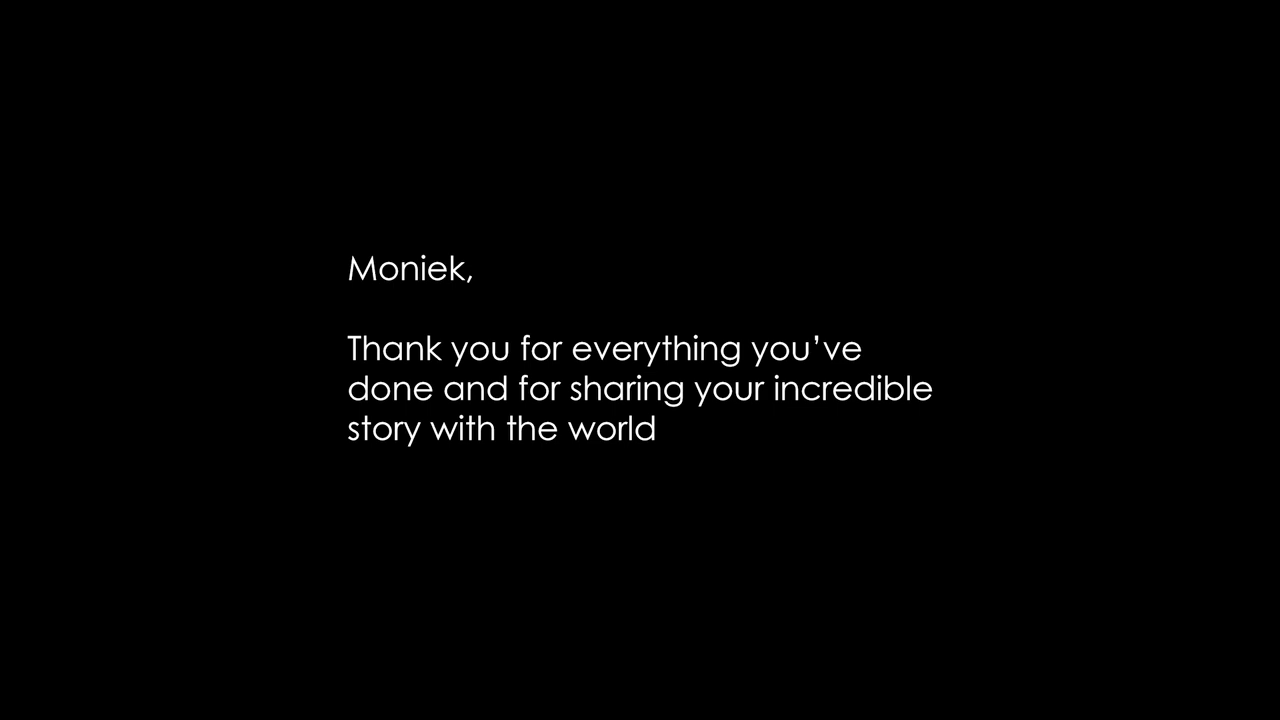 Moniek,
Thank you for everything you’ve
done and for sharing your incredible
story with the world